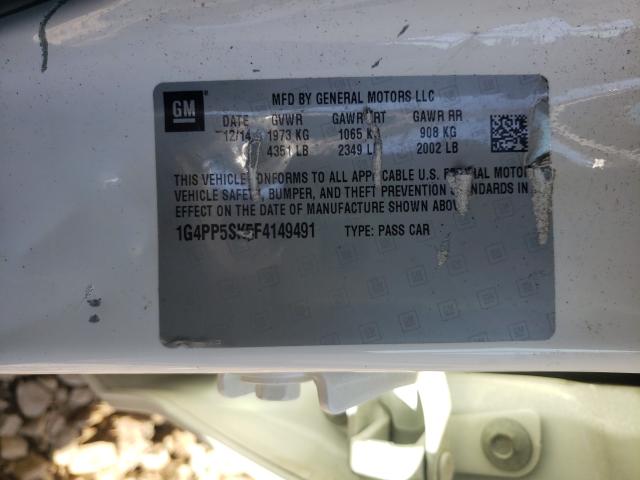 GM
MFD BY GENERAL MOTORS LLC
DATE GVWR GAWR FRT GAWR RR
12/14 1973 KG 1065 KG 908 KG
4351 LB 2349 LB 2002 LB
THIS VEHICLE CONFORMS TO ALL APPLICABLE U.S. FEDERAL MOTOR
VEHICLE SAFETY, BUMPER, AND THEFT PREVENTION STANDARDS IN
EFFECT ON THE DATE OF MANUFACTURE SHOWN ABOVE
TYPE: PASS CAR